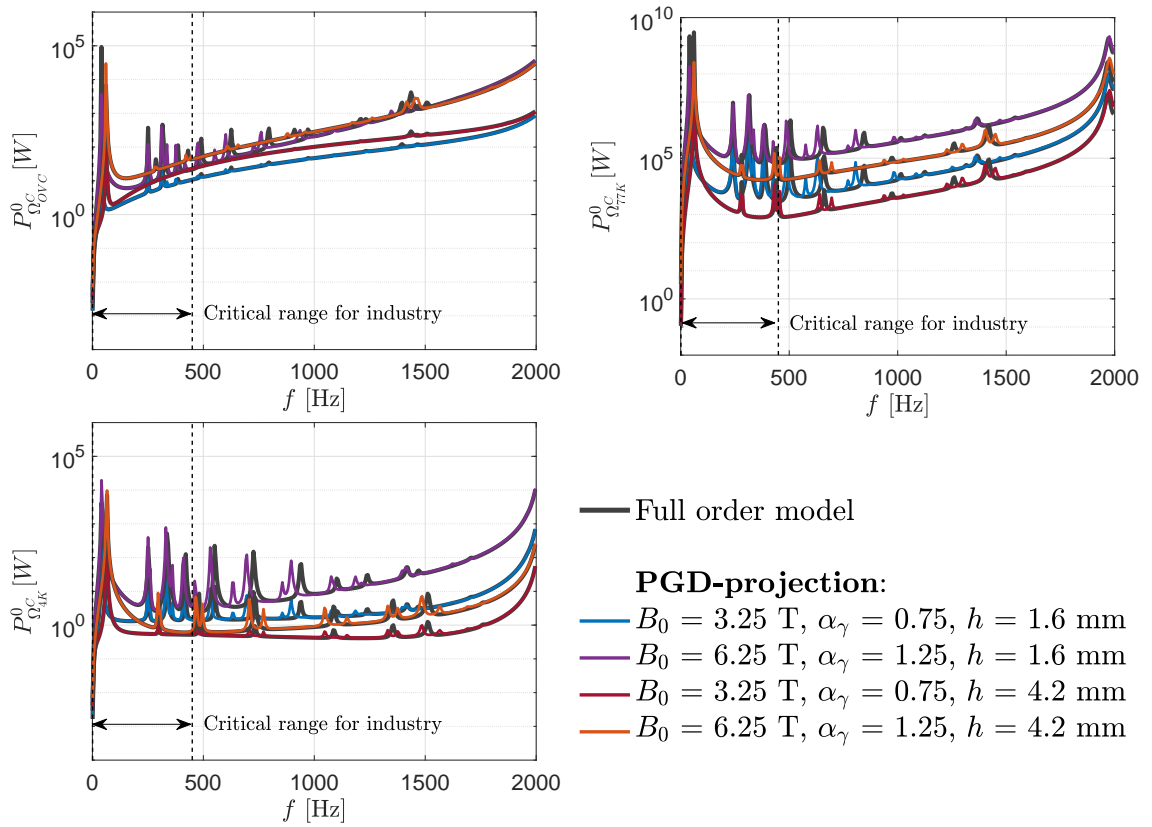 10^5
10^0
P^0_{Ω^C_{OVC}} [W]
Critical range for industry
0 500 1000 1500 2000
f [Hz]
10^10
10^5
10^0
P^0_{Ω^C_{77K}} [W]
Critical range for industry
0 500 1000 1500 2000
f [Hz]
10^5
10^0
P^0_{Ω^C_{4K}} [W]
Critical range for industry
0 500 1000 1500 2000
f [Hz]
Full order model
PGD-projection:
B_0 = 3.25 T, α_γ = 0.75, h = 1.6 mm
B_0 = 6.25 T, α_γ = 1.25, h = 1.6 mm
B_0 = 3.25 T, α_γ = 0.75, h = 4.2 mm
B_0 = 6.25 T, α_γ = 1.25, h = 4.2 mm